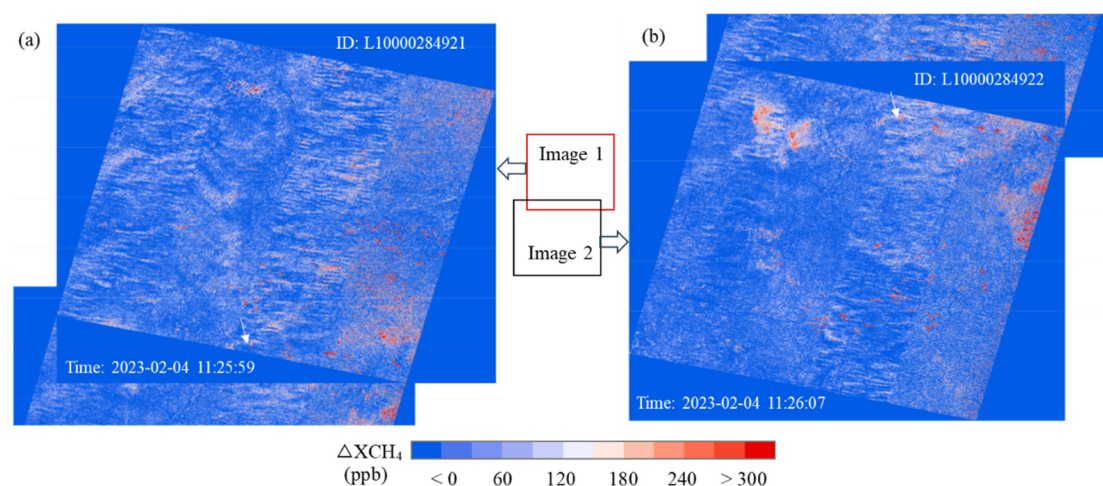 (a)
ID: L10000284921
Time: 2023-02-04 11:25:59
Image 1
Image 2
(b)
ID: L10000284922
Time: 2023-02-04 11:26:07
△XCH₄
(ppb)
< 0 60 120 180 240 > 300